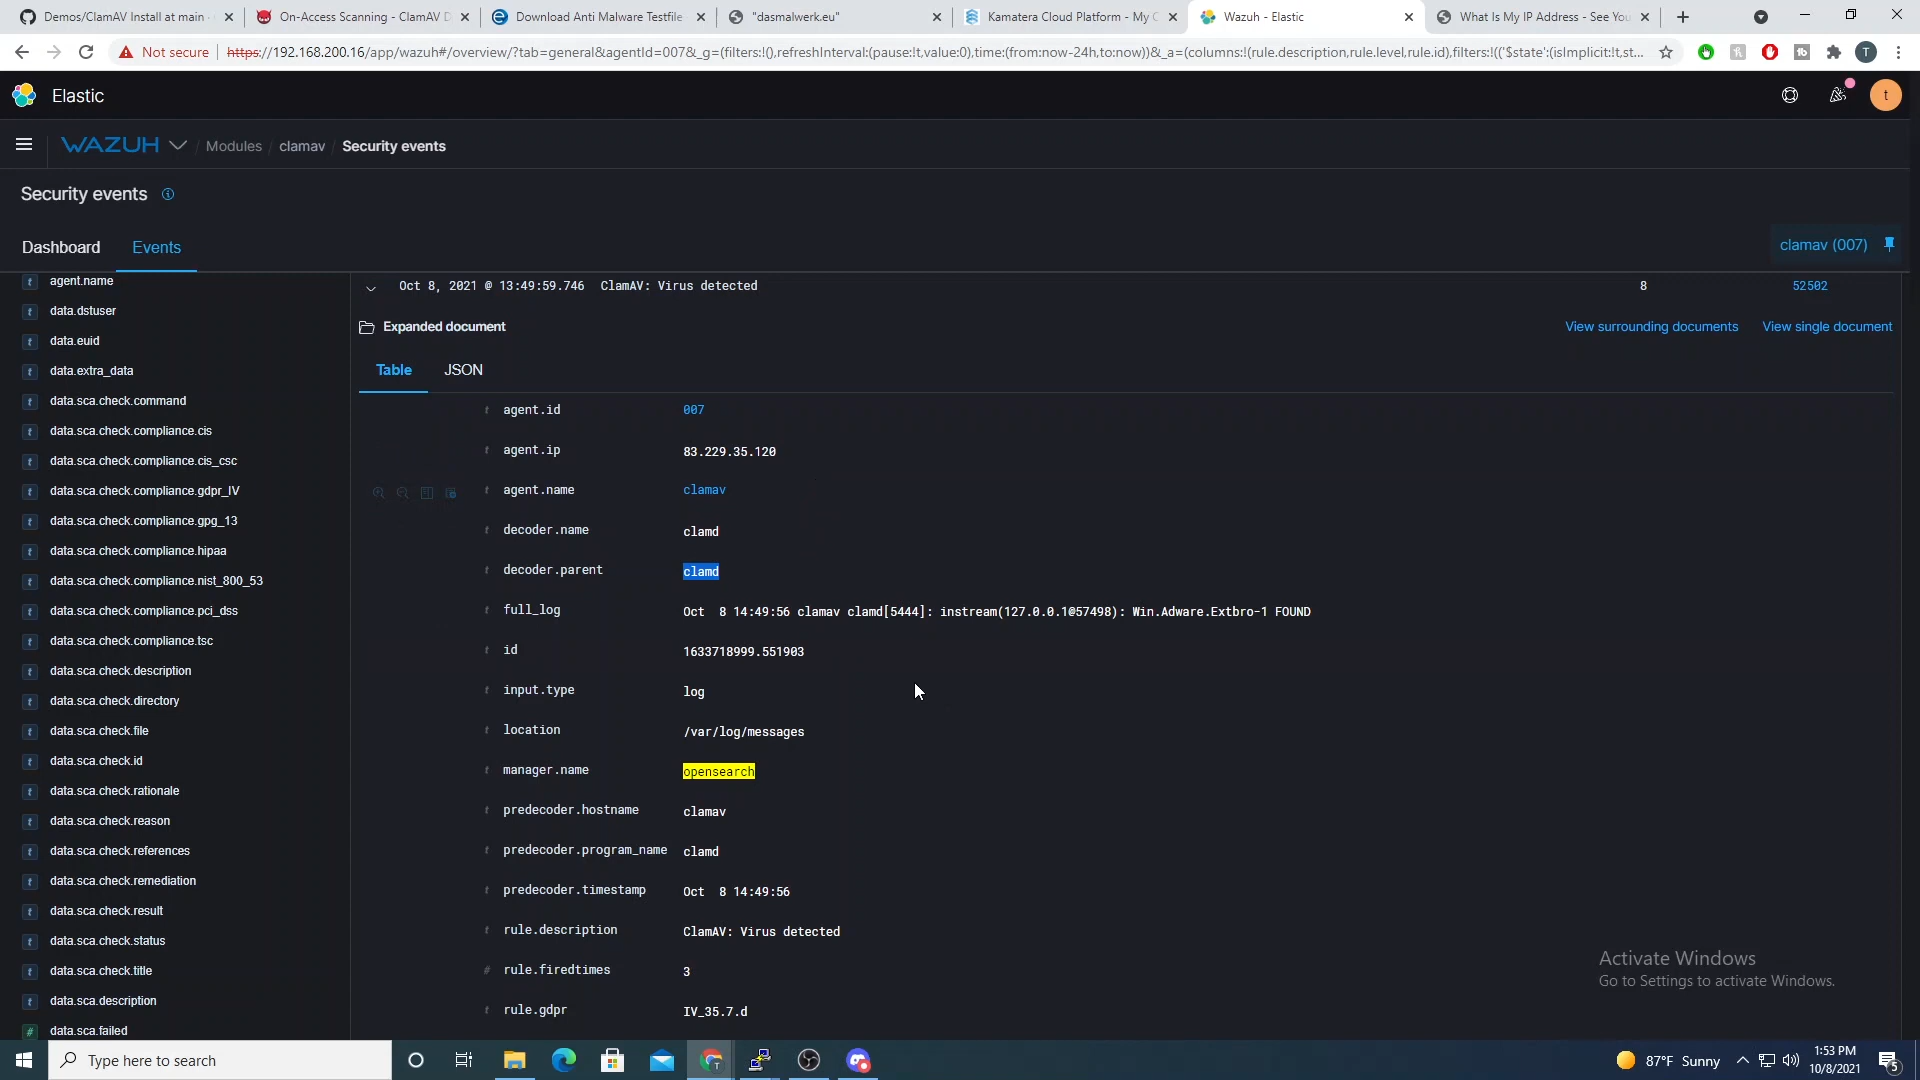 Demos/ClamAV Install at main
On-Access Scanning - ClamAV D
Download Anti Malware Testfile
"dasmalwerk.eu"
Kamatera Cloud Platform - My C
Wazuh - Elastic
What Is My IP Address - See You
Not secure
https://192.168.200.16/app/wazuh#/overview/?tab=general&agentId=007&_g=(filters:!(),refreshInterval:(pause:!t,value:0),time:(from:now-24h,to:now))&_a=(columns:!(rule.description,rule.level,rule.id),filters:!(('$state':(isImplicit:!t,st...
T
Elastic
t
WAZUH / Modules / clamav / Security events
Security events
Dashboard
Events
clamav (007)
t agent.name
t data.dstuser
t data.euid
t data.extra_data
t data.sca.check.command
t data.sca.check.compliance.cis
t data.sca.check.compliance.cis_csc
t data.sca.check.compliance.gdpr_IV
t data.sca.check.compliance.gpg_13
t data.sca.check.compliance.hipaa
t data.sca.check.compliance.nist_800_53
t data.sca.check.compliance.pci_dss
t data.sca.check.compliance.tsc
t data.sca.check.description
t data.sca.check.directory
t data.sca.check.file
t data.sca.check.id
t data.sca.check.rationale
t data.sca.check.reason
t data.sca.check.references
t data.sca.check.remediation
t data.sca.check.result
t data.sca.check.status
t data.sca.check.title
t data.sca.description
# data.sca.failed
Oct 8, 2021 @ 13:49:59.746 ClamAV: Virus detected 8 52502
Expanded document
View surrounding documents
View single document
Table
JSON
t agent.id 007
t agent.ip 83.229.35.120
t agent.name clamav
t decoder.name clamd
t decoder.parent clamd
t full_log Oct  8 14:49:56 clamav clamd[5444]: instream(127.0.0.1@57498): Win.Adware.Extbro-1 FOUND
t id 1633718999.551903
t input.type log
t location /var/log/messages
t manager.name opensearch
t predecoder.hostname clamav
t predecoder.program_name clamd
t predecoder.timestamp Oct  8 14:49:56
t rule.description ClamAV: Virus detected
# rule.firedtimes 3
t rule.gdpr IV_35.7.d
Activate Windows
Go to Settings to activate Windows.
Type here to search
T
87°F Sunny
1:53 PM
10/8/2021
5